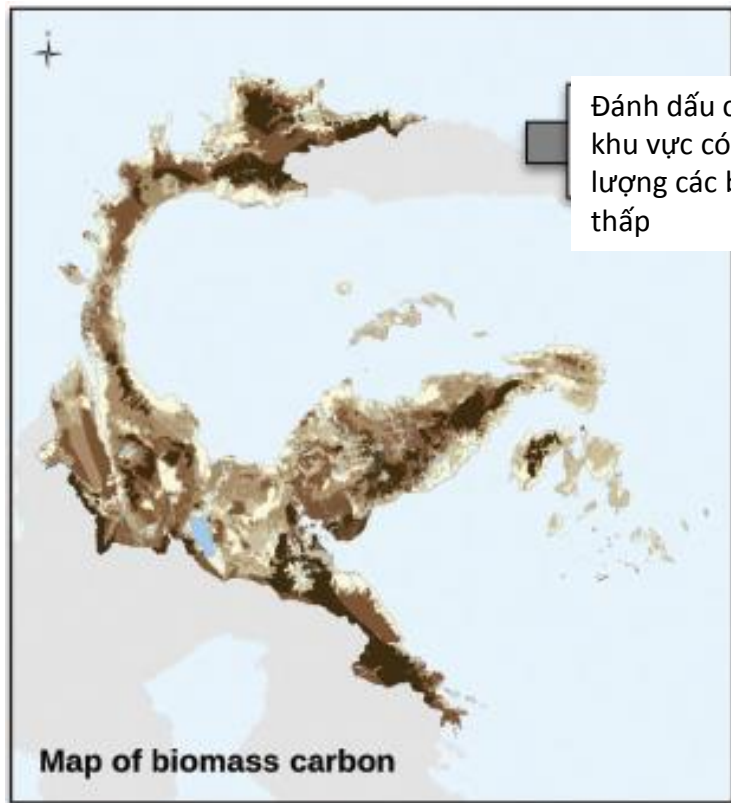 Đánh dấu c
khu vực có
lượng các b
thấp
Map of biomass carbon